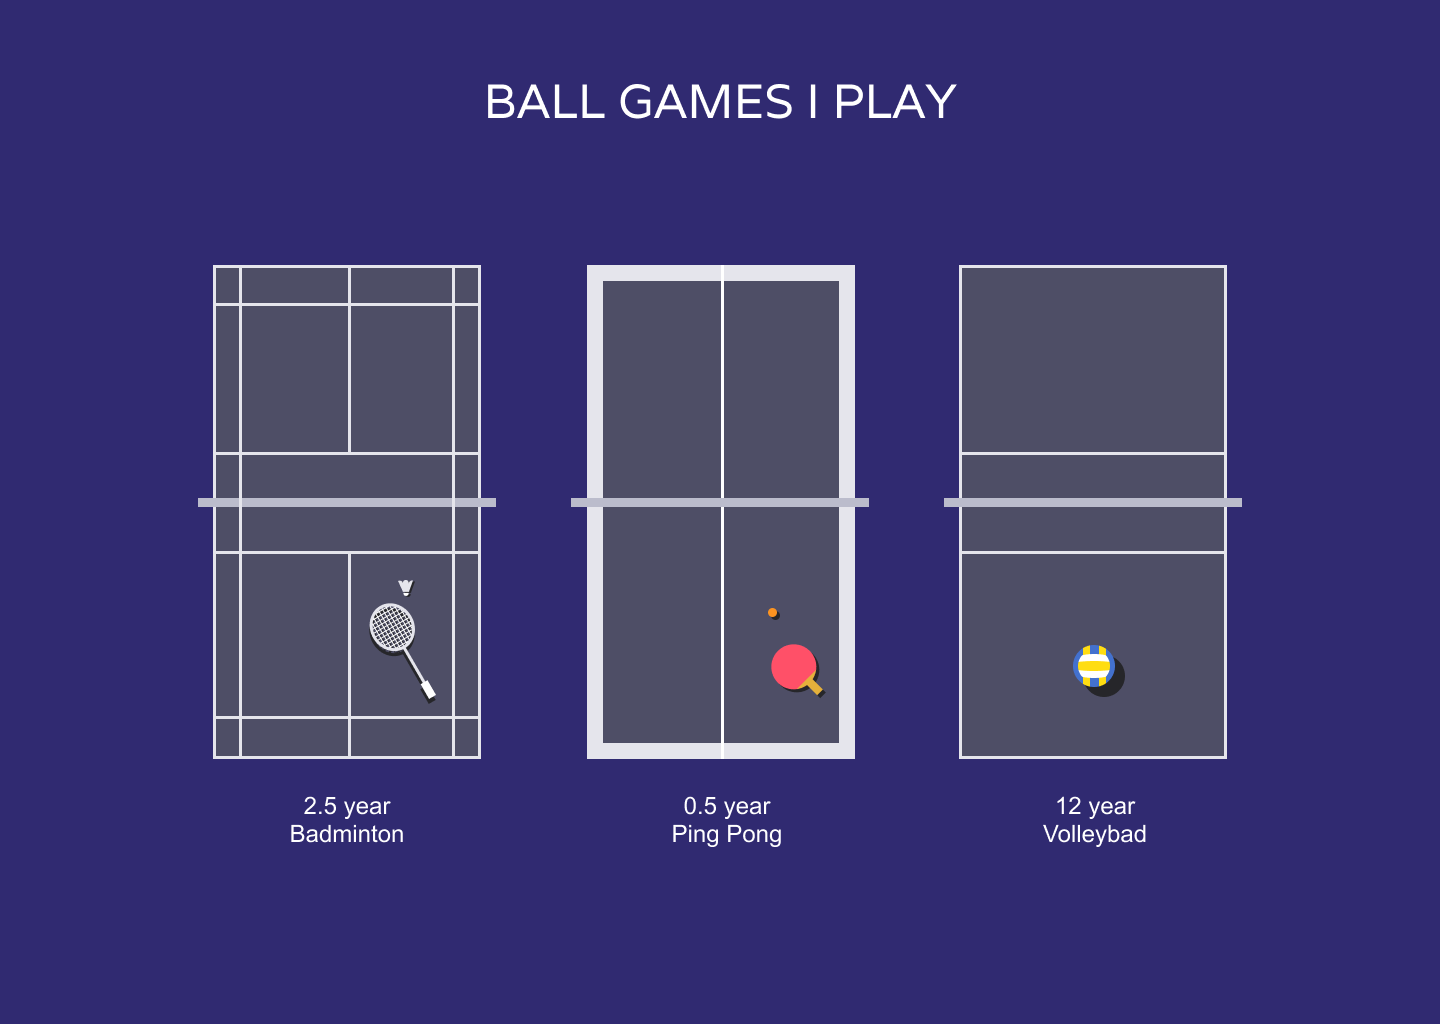 BALL GAMES I PLAY
2.5 year
Badminton
0.5 year
Ping Pong
12 year
Volleybad